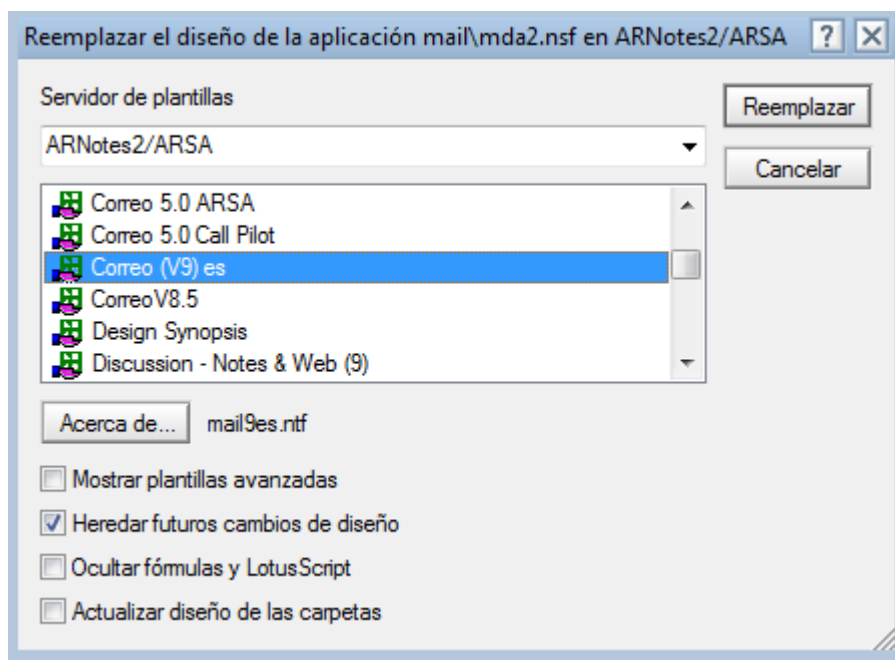 Reemplazar el diseño de la aplicación mail\mda2.nsf en ARNotes2/ARSA
Servidor de plantillas
Reemplazar
ARNotes2/ARSA
Cancelar
Correo 5.0 ARSA
Correo 5.0 Call Pilot
Correo (V9) es
CorreoV8.5
Design Synopsis
Discussion - Notes & Web (9)
Acerca de... mail9es.ntf
Mostrar plantillas avanzadas
Heredar futuros cambios de diseño
Ocultar fórmulas y LotusScript
Actualizar diseño de las carpetas